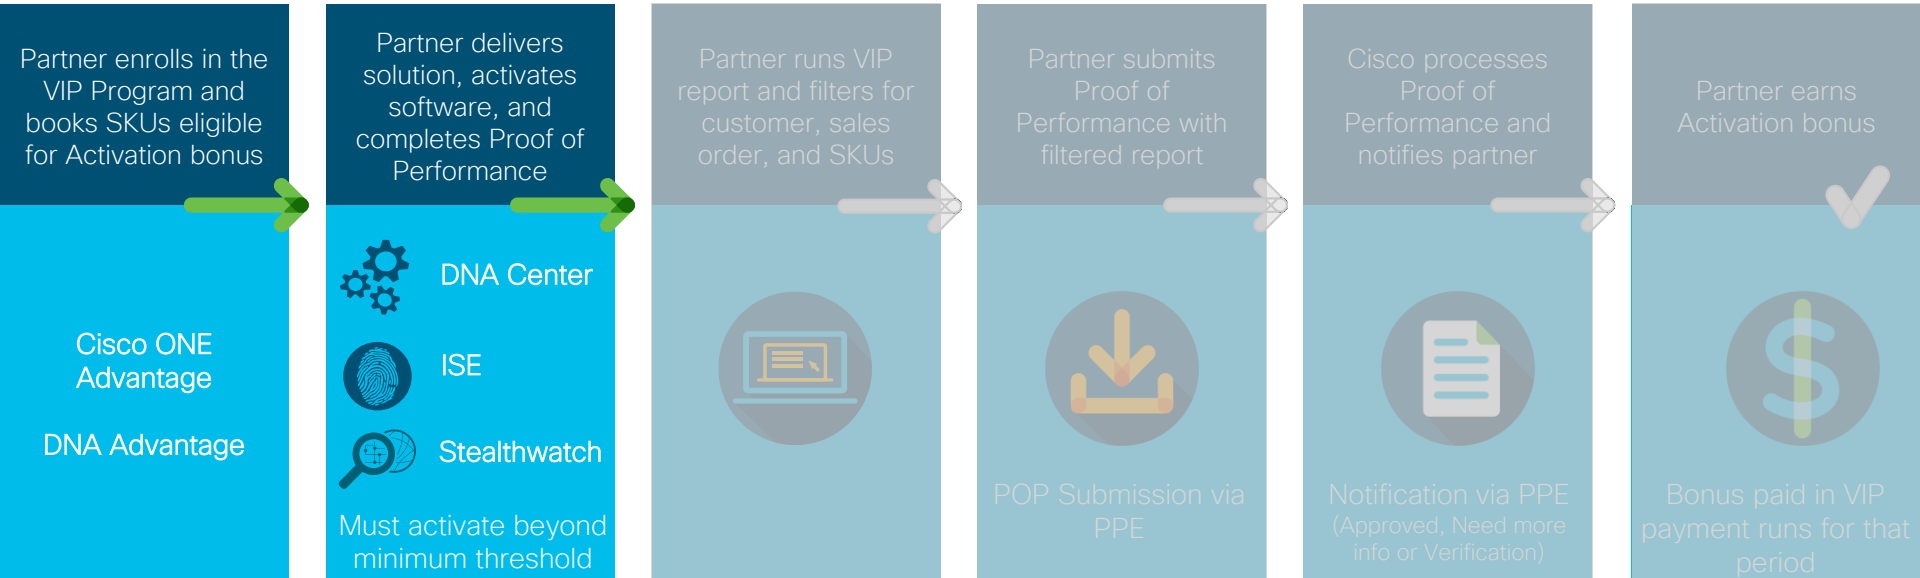 Partner enrolls in the
VIP Program and
books SKUs eligible
for Activation bonus
Cisco ONE
Advantage
DNA Advantage
Partner delivers
solution, activates
software, and
completes Proof of
Performance
DNA Center
ISE
Stealthwatch
Must activate beyond
minimum threshold
Partner runs VIP
report and filters for
customer, sales
order, and SKUs
Partner submits
Proof of
Performance with
filtered report
POP Submission via
PPE
Cisco processes
Proof of
Performance and
notifies partner
Notification via PPE
(Approved, Need more
info or Verification)
Partner earns
Activation bonus
Bonus paid in VIP
payment runs for that
period